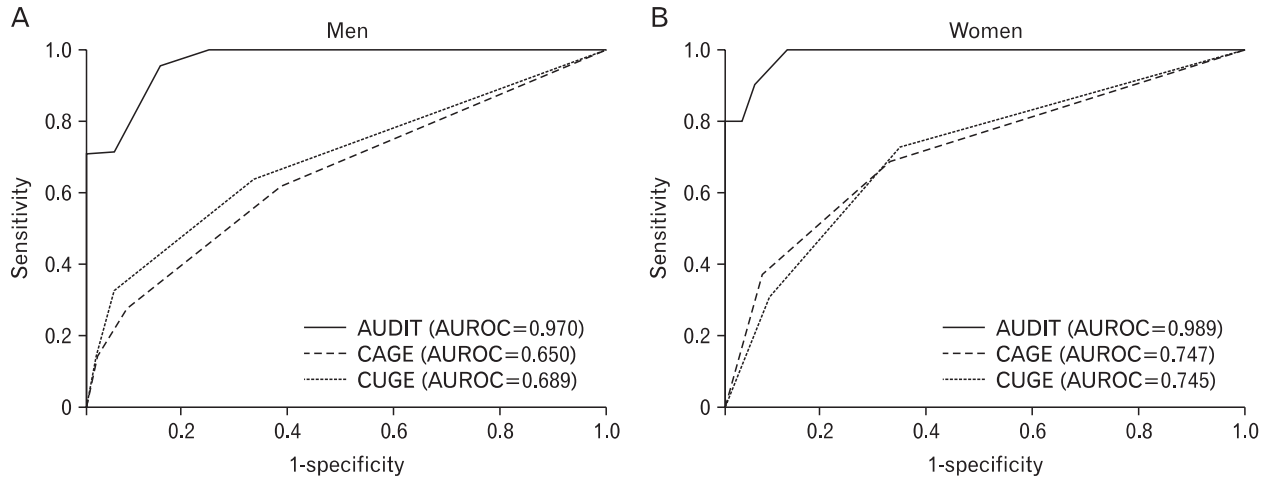 A
Men
1.0
0.8
0.6
0.4
0.2
0
Sensitivity
AUDIT (AUROC=0.970)
CAGE (AUROC=0.650)
CUGE (AUROC=0.689)
0.2 0.4 0.6 0.8 1.0
1-specificity
B
Women
1.0
0.8
0.6
0.4
0.2
0
Sensitivity
AUDIT (AUROC=0.989)
CAGE (AUROC=0.747)
CUGE (AUROC=0.745)
0.2 0.4 0.6 0.8 1.0
1-specificity